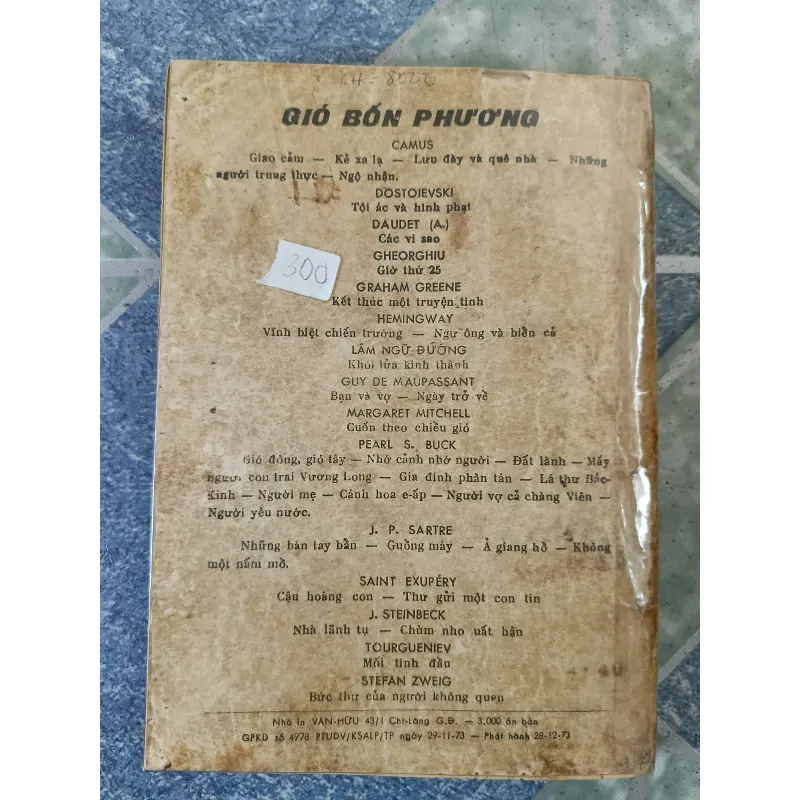 CH - 8222
GIÓ BỐN PHƯƠNG
CAMUS
Giao cảm — Kẻ xa lạ — Lưu đày và quê nhà — Những
người trung thực — Ngộ nhận.
DOSTOIEVSKI
Tội ác và hình phạt
DAUDET (A.)
Các vì sao
GHEORGHIU
Giờ thứ 25
300
GRAHAM GREENE
Kết thúc một truyện tình
HEMINGWAY
Vĩnh biệt chiến trường — Ngư ông và biển cả
LÂM NGỮ ĐƯỜNG
Khói lửa kinh thành
GUY DE MAUPASSANT
Bạn và vợ — Ngày trở về
MARGARET MITCHELL
Cuốn theo chiều gió
PEARL S. BUCK
Gió đông, gió tây — Nhớ cảnh nhớ người — Đất lành — Mấy
người con trai Vương Long — Gia đình phân tán — Lá thư Bắc-
Kinh — Người mẹ — Cánh hoa e-ấp — Người vợ cả chàng Viên —
Người yêu nước.
J. P. SARTRE
Những bàn tay bẩn — Guồng máy — Ả giang hồ — Không
một nấm mồ.
SAINT EXUPÉRY
Cậu hoàng con — Thư gửi một con tin
J. STEINBECK
Nhà lãnh tụ — Chùm nho uất hận
TOURGUENIEV
Mối tình đầu
STEFAN ZWEIG
Bức thư của người không quen
Nhà in VĂN-HỮU 43/1 Chi-Lăng G.Đ. — 3.000 ấn bản
GPKD số 4978 PTUDV/KSALP/TP ngày 29-11-73 — Phát hành 28-12-73